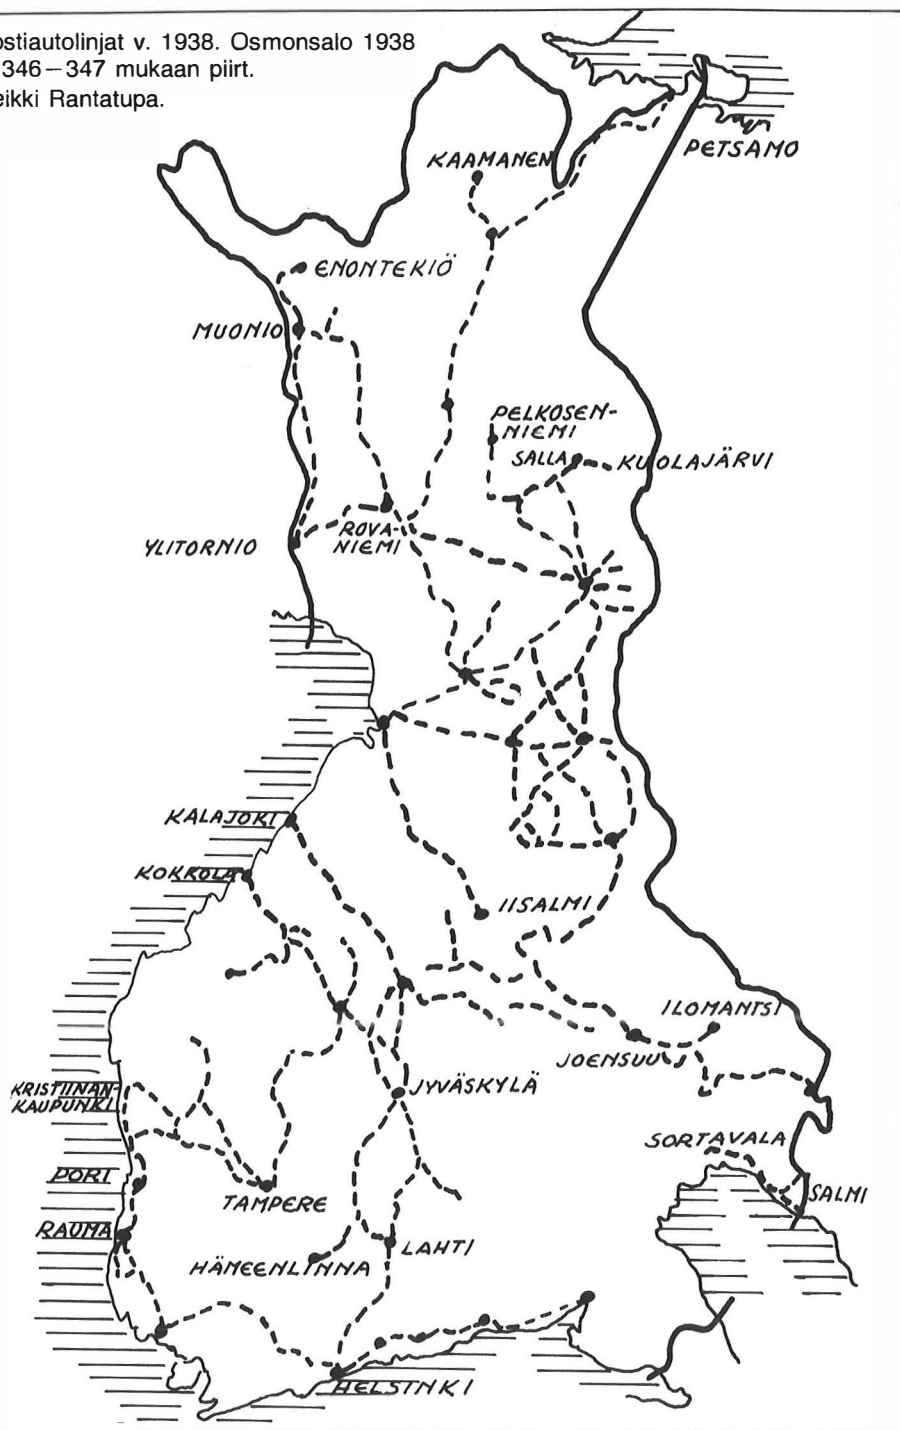 ostiautolinjat v. 1938. Osmonsalo 1938
346—347 mukaan piirt.
eikki Rantatupa.
PETSAMO
KAAMANEN
ENONTEKIÖ
MUONIO
PELKOSEN-
NIEMI
SALLA
KUOLAJÄRVI
ROVA-
NIEMI
YLITORNIO
KALAJOKI
KOKKOLA
IISALMI
ILOMANTSI
JOENSUU
JYVÄSKYLÄ
KRISTIINAN-
KAUPUNKI
SORTAVALA
PORI
TAMPERE
SALMI
RAUMA
LAHTI
HÄMEENLINNA
HELSINKI